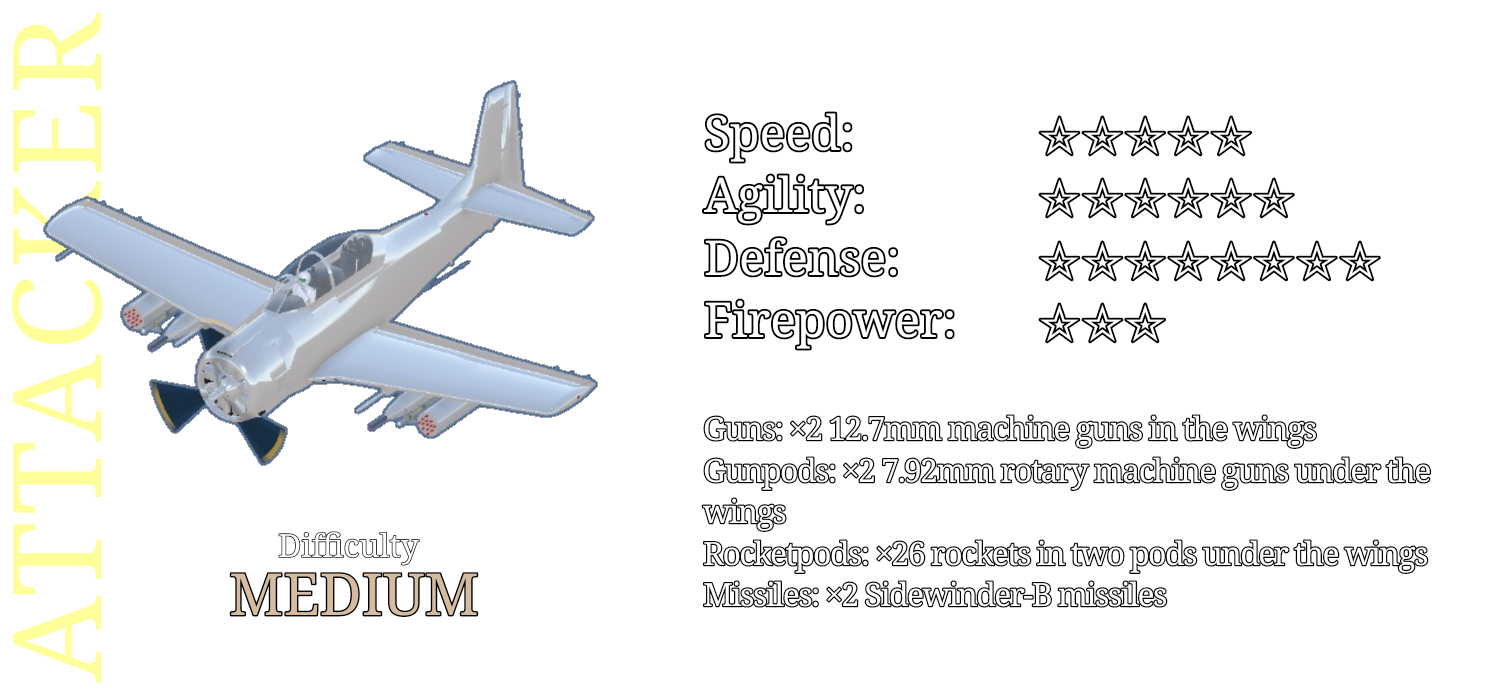 ATTACKER
Speed: ☆☆☆☆☆
Agility: ☆☆☆☆☆☆
Defense: ☆☆☆☆☆☆☆☆
Firepower: ☆☆☆
Guns: ×2 12.7mm machine guns in the wings
Gunpods: ×2 7.92mm rotary machine guns under the
wings
Rocketpods: ×26 rockets in two pods under the wings
Missiles: ×2 Sidewinder-B missiles
Difficulty
MEDIUM